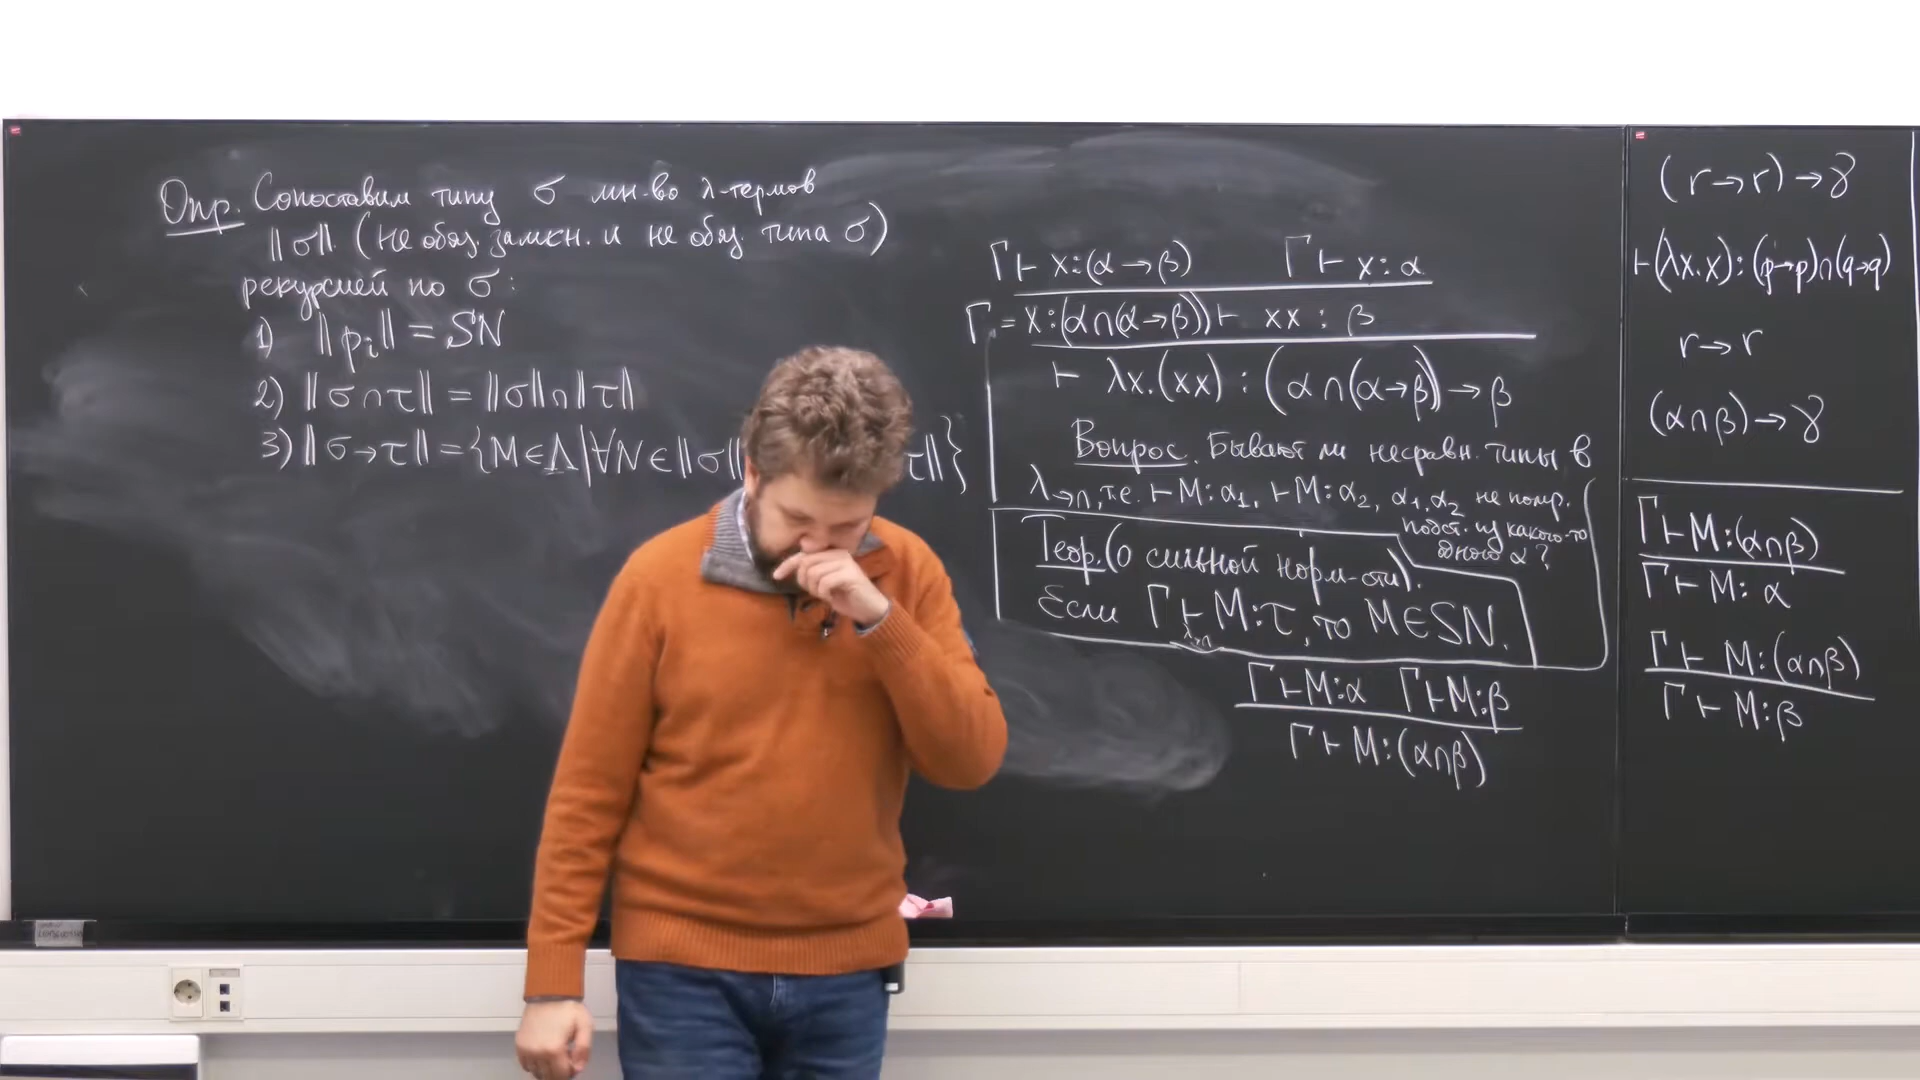 Опр. Сопоставим типу σ мн-во λ-термов
‖σ‖. (не обяз. замкн. и не обяз. типа σ)
рекурсией по σ:
1) ‖pᵢ‖ = SN
2) ‖σ∩τ‖ = ‖σ‖∩‖τ‖
3) ‖σ→τ‖ = {M∈Λ|∀N∈‖σ‖ τ‖}
Γ⊢x:(α→β) Γ⊢x:α
Γ=x:(α∩(α→β))⊢ xx : β
⊢ λx.(xx) : (α∩(α→β))→β
Вопрос. Бывают ли несравн. типы в
λ→∩, т.е. ⊢M:α₁, ⊢M:α₂, α₁,α₂ не получ.
подст. из какого-то
одного α?
Теор. (о сильной норм-сти).
Если Γ⊢M:τ, то M∈SN.
λ→∩
Γ⊢M:α Γ⊢M:β
Γ⊢M:(α∩β)
(r→r)→γ
⊢(λx.x):(p→p)∩(q→q)
r→r
(α∩β)→γ
Γ⊢M:(α∩β)
Γ⊢M:α
Γ⊢M:(α∩β)
Γ⊢M:β